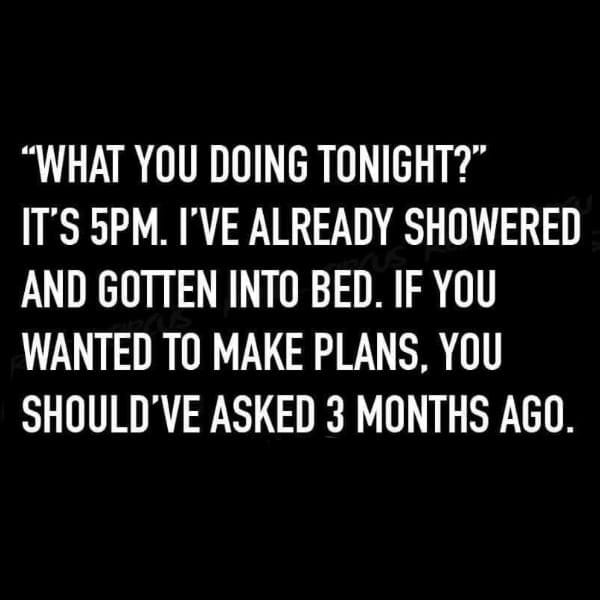 “WHAT YOU DOING TONIGHT?”
IT’S 5PM. I’VE ALREADY SHOWERED
AND GOTTEN INTO BED. IF YOU
WANTED TO MAKE PLANS, YOU
SHOULD’VE ASKED 3 MONTHS AGO.